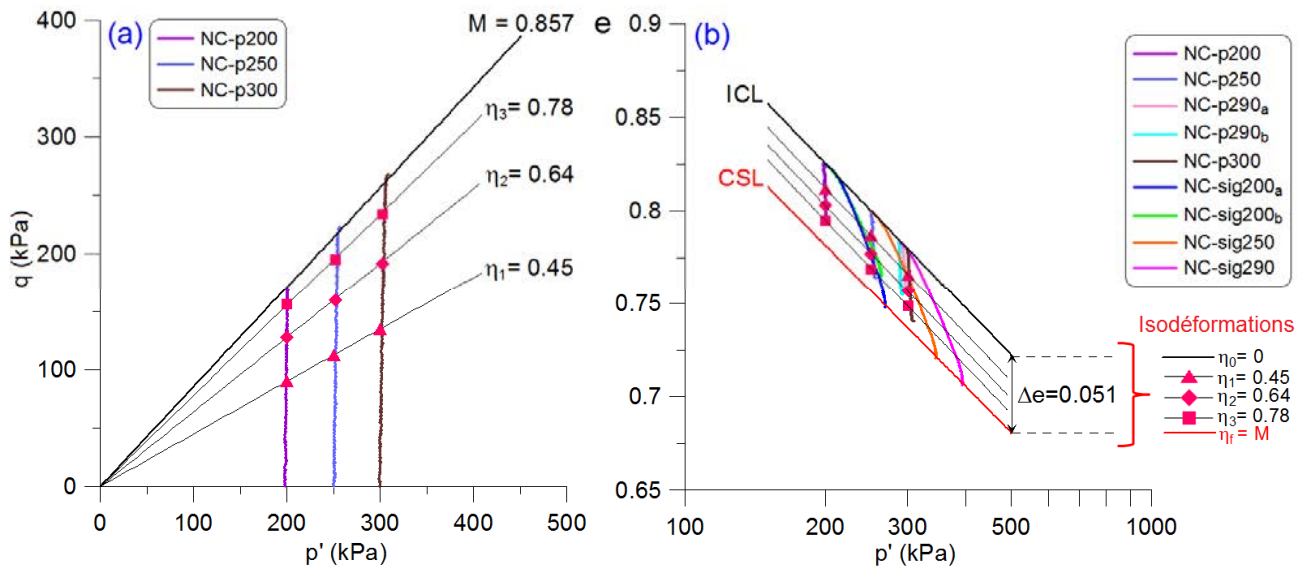 (a)
M = 0.857
NC-p200
NC-p250
NC-p300
η3= 0.78
η2= 0.64
η1= 0.45
400
300
200
100
0
q (kPa)
0 100 200 300 400 500
p' (kPa)
e
(b)
0.9
0.85
0.8
0.75
0.7
0.65
ICL
CSL
NC-p200
NC-p250
NC-p290a
NC-p290b
NC-p300
NC-sig200a
NC-sig200b
NC-sig250
NC-sig290
Isodéformations
η0= 0
η1= 0.45
η2= 0.64
η3= 0.78
ηf = M
Δe=0.051
100 200 300 500 1000
p' (kPa)